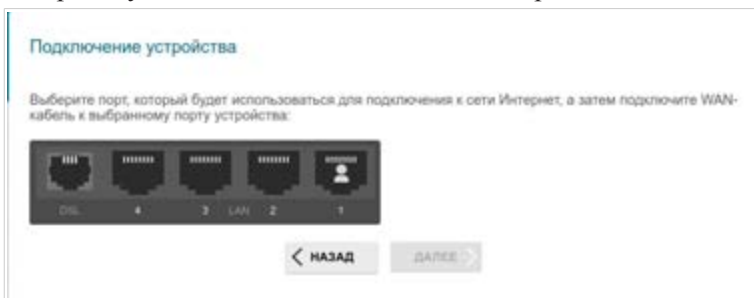 Подключение устройства
Выберите порт, который будет использоваться для подключения к сети Интернет, а затем подключите WAN-
кабель к выбранному порту устройства:
DSL 4 3 LAN 2 1
НАЗАД ДАЛЕЕ